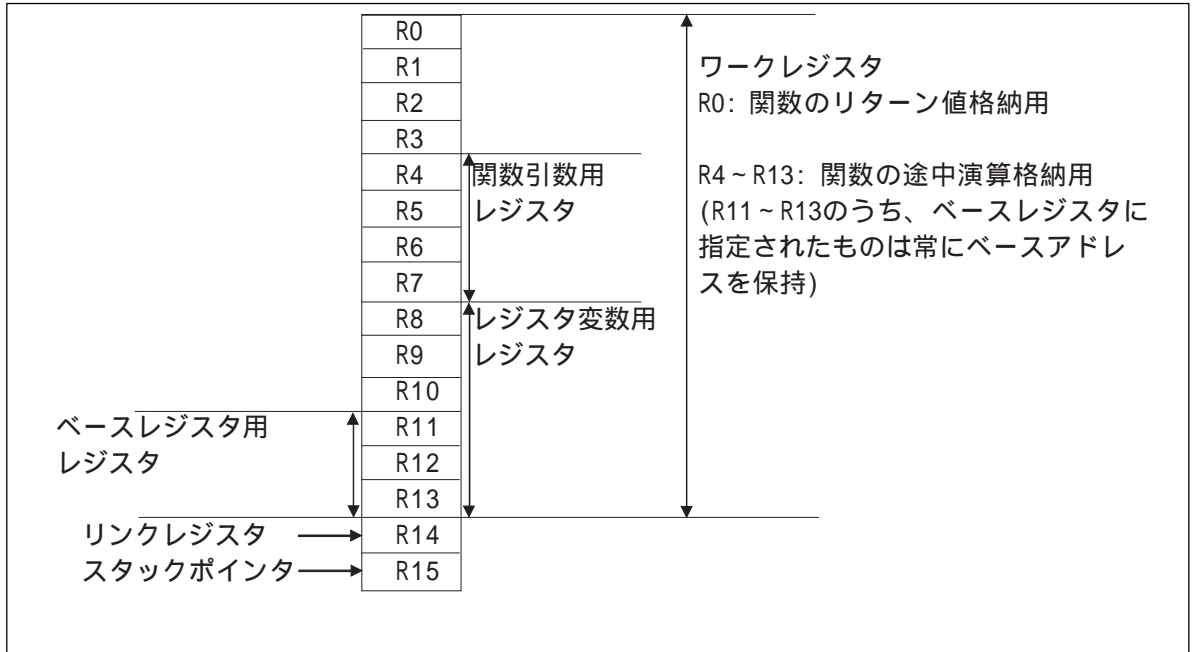 R0
R1
R2
R3
R4
R5
R6
R7
R8
R9
R10
R11
R12
R13
R14
R15
関数引数用
レジスタ
レジスタ変数用
レジスタ
ベースレジスタ用
レジスタ
リンクレジスタ
スタックポインタ
ワークレジスタ
R0: 関数のリターン値格納用
R4~R13: 関数の途中演算格納用
(R11~R13のうち、ベースレジスタに
指定されたものは常にベースアドレ
スを保持)